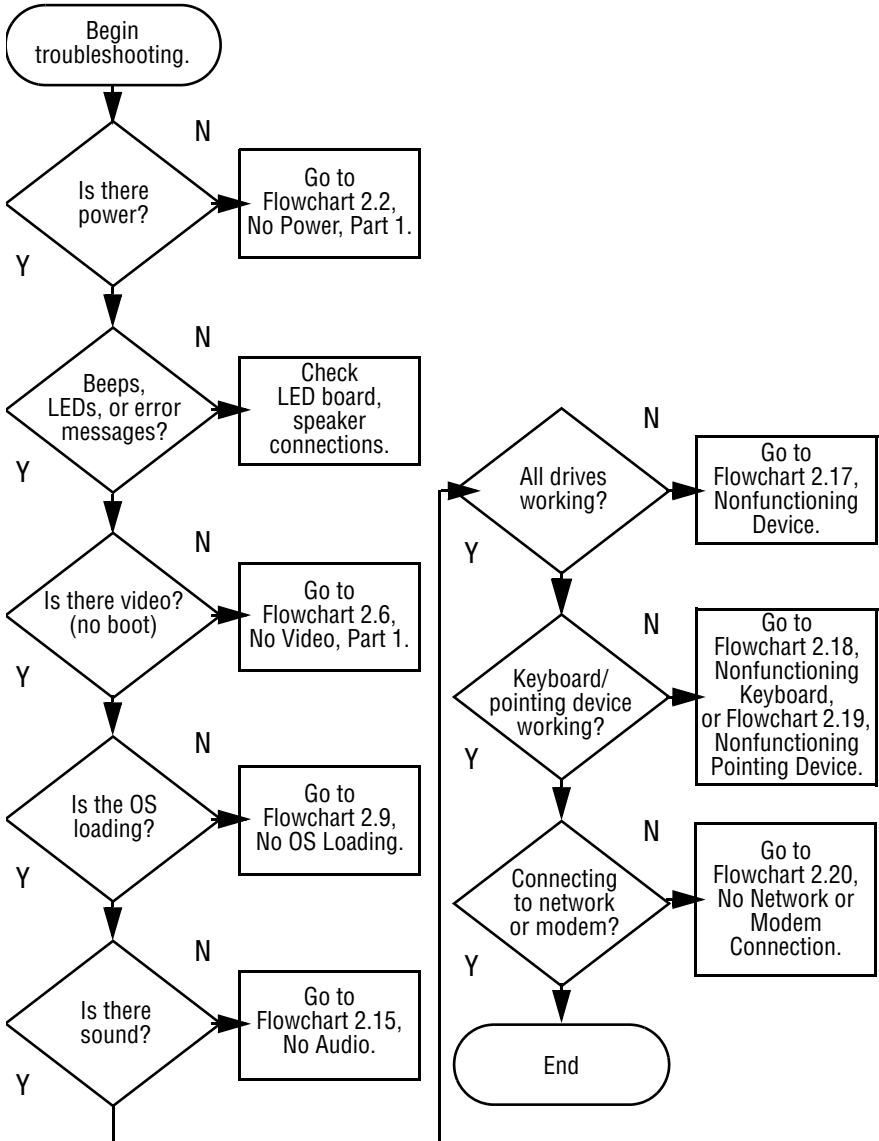 Begin
troubleshooting.
N
Is there
power?
Go to
Flowchart 2.2,
No Power, Part 1.
Y
N
Beeps,
LEDs, or error
messages?
Check
LED board,
speaker
connections.
Y
N
Is there video?
(no boot)
Go to
Flowchart 2.6,
No Video, Part 1.
Y
N
Is the OS
loading?
Go to
Flowchart 2.9,
No OS Loading.
Y
N
Is there
sound?
Go to
Flowchart 2.15,
No Audio.
Y
N
All drives
working?
Go to
Flowchart 2.17,
Nonfunctioning
Device.
Y
N
Keyboard/
pointing device
working?
Go to
Flowchart 2.18,
Nonfunctioning
Keyboard,
or Flowchart 2.19,
Nonfunctioning
Pointing Device.
Y
N
Connecting
to network
or modem?
Go to
Flowchart 2.20,
No Network or
Modem
Connection.
Y
End